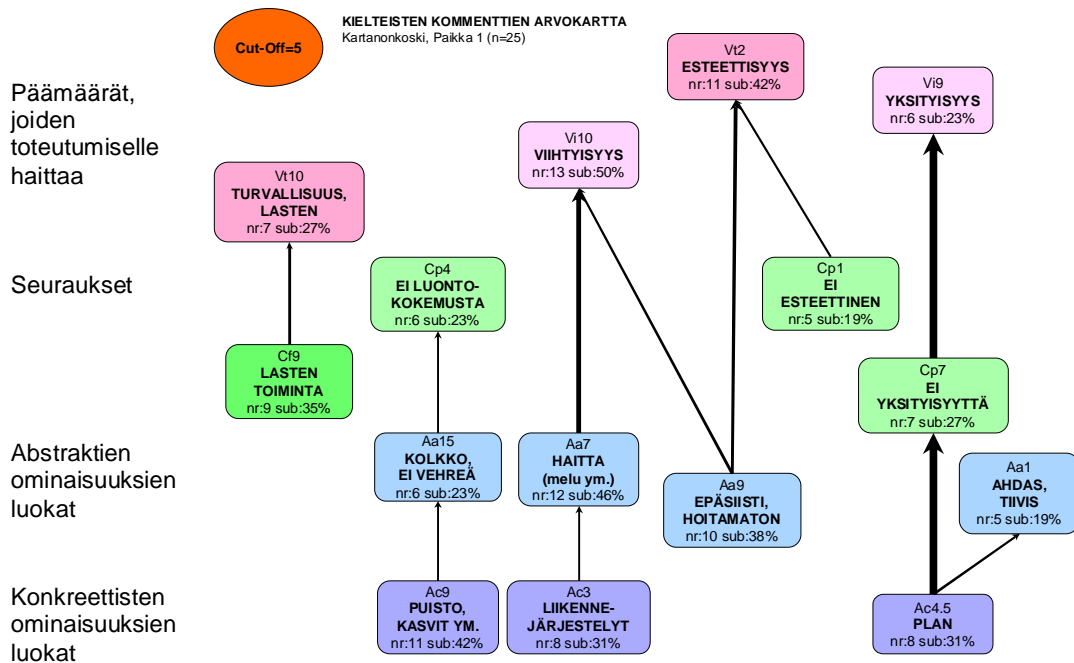 KIELTEISTEN KOMMENTTIEN ARVOKARTTA
Kartanonkoski, Paikka 1 (n=25)
Cut-Off=5
Päämäärät,
joiden
toteutumiselle
haittaa
Vt2
ESTEETTISYYS
nr:11 sub:42%
Vi9
YKSITYISYYS
nr:6 sub:23%
Vi10
VIIHTYISYYS
nr:13 sub:50%
Vt10
TURVALLISUUS,
LASTEN
nr:7 sub:27%
Seuraukset
Cp4
EI LUONTO-
KOKEMUSTA
nr:6 sub:23%
Cp1
EI
ESTEETTINEN
nr:5 sub:19%
Cf9
LASTEN
TOIMINTA
nr:9 sub:35%
Cp7
EI
YKSITYISYYTTÄ
nr:7 sub:27%
Abstraktien
ominaisuuksien
luokat
Aa15
KOLKKO,
EI VEHREÄ
nr:6 sub:23%
Aa7
HAITTA
(melu ym.)
nr:12 sub:46%
Aa9
EPÄSIISTI,
HOITAMATON
nr:10 sub:38%
Aa1
AHDAS,
TIIVIS
nr:5 sub:19%
Konkreettisten
ominaisuuksien
luokat
Ac9
PUISTO,
KASVIT YM.
nr:11 sub:42%
Ac3
LIIKENNE-
JÄRJESTELYT
nr:8 sub:31%
Ac4.5
PLAN
nr:8 sub:31%